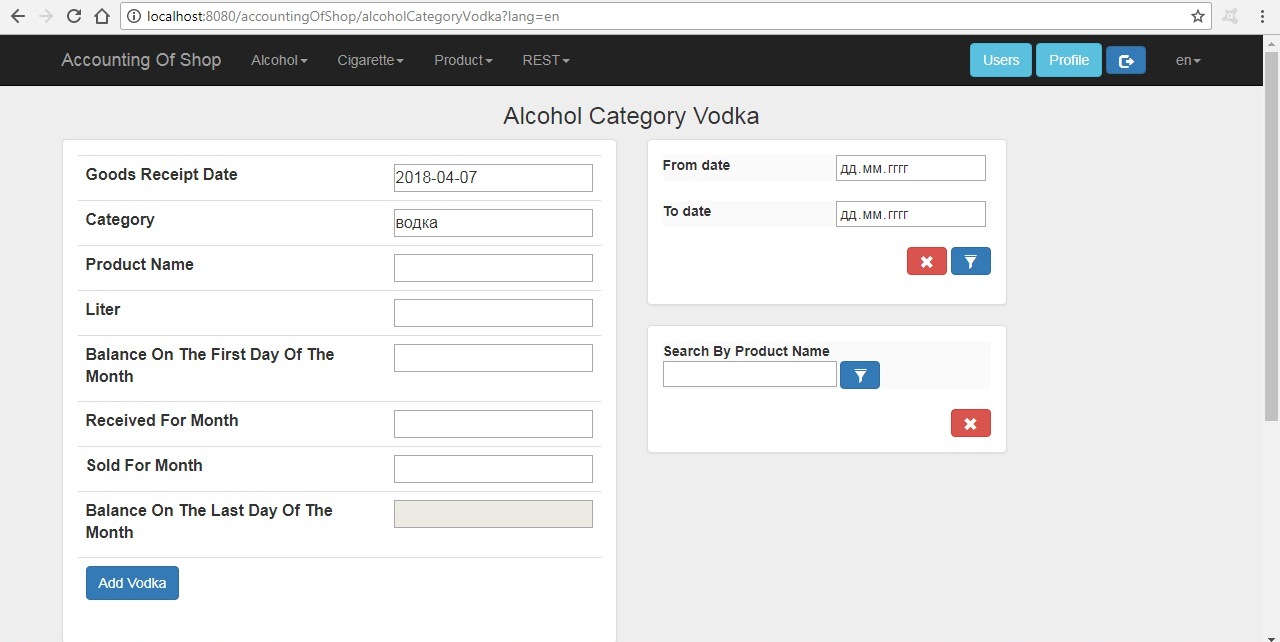 localhost:8080/accountingOfShop/alcoholCategoryVodka?lang=en
Accounting Of Shop Alcohol Cigarette Product REST Users Profile en
Alcohol Category Vodka
Goods Receipt Date 2018-04-07
Category водка
Product Name
Liter
Balance On The First Day Of The
Month
Received For Month
Sold For Month
Balance On The Last Day Of The
Month
Add Vodka
From date дд.мм.гггг
To date дд.мм.гггг
Search By Product Name